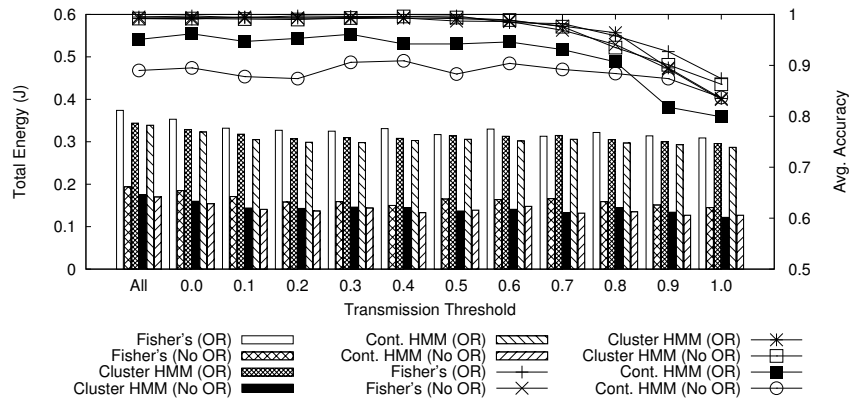 0.6
0.5
0.4
0.3
0.2
0.1
0
Total Energy (J)
1
0.9
0.8
0.7
0.6
0.5
Avg. Accuracy
All 0.0 0.1 0.2 0.3 0.4 0.5 0.6 0.7 0.8 0.9 1.0
Transmission Threshold
Fisher's (OR) Cont. HMM (OR) Cluster HMM (OR)
Fisher's (No OR) Cont. HMM (No OR) Cluster HMM (No OR)
Cluster HMM (OR) Fisher's (OR) Cont. HMM (OR)
Cluster HMM (No OR) Fisher's (No OR) Cont. HMM (No OR)